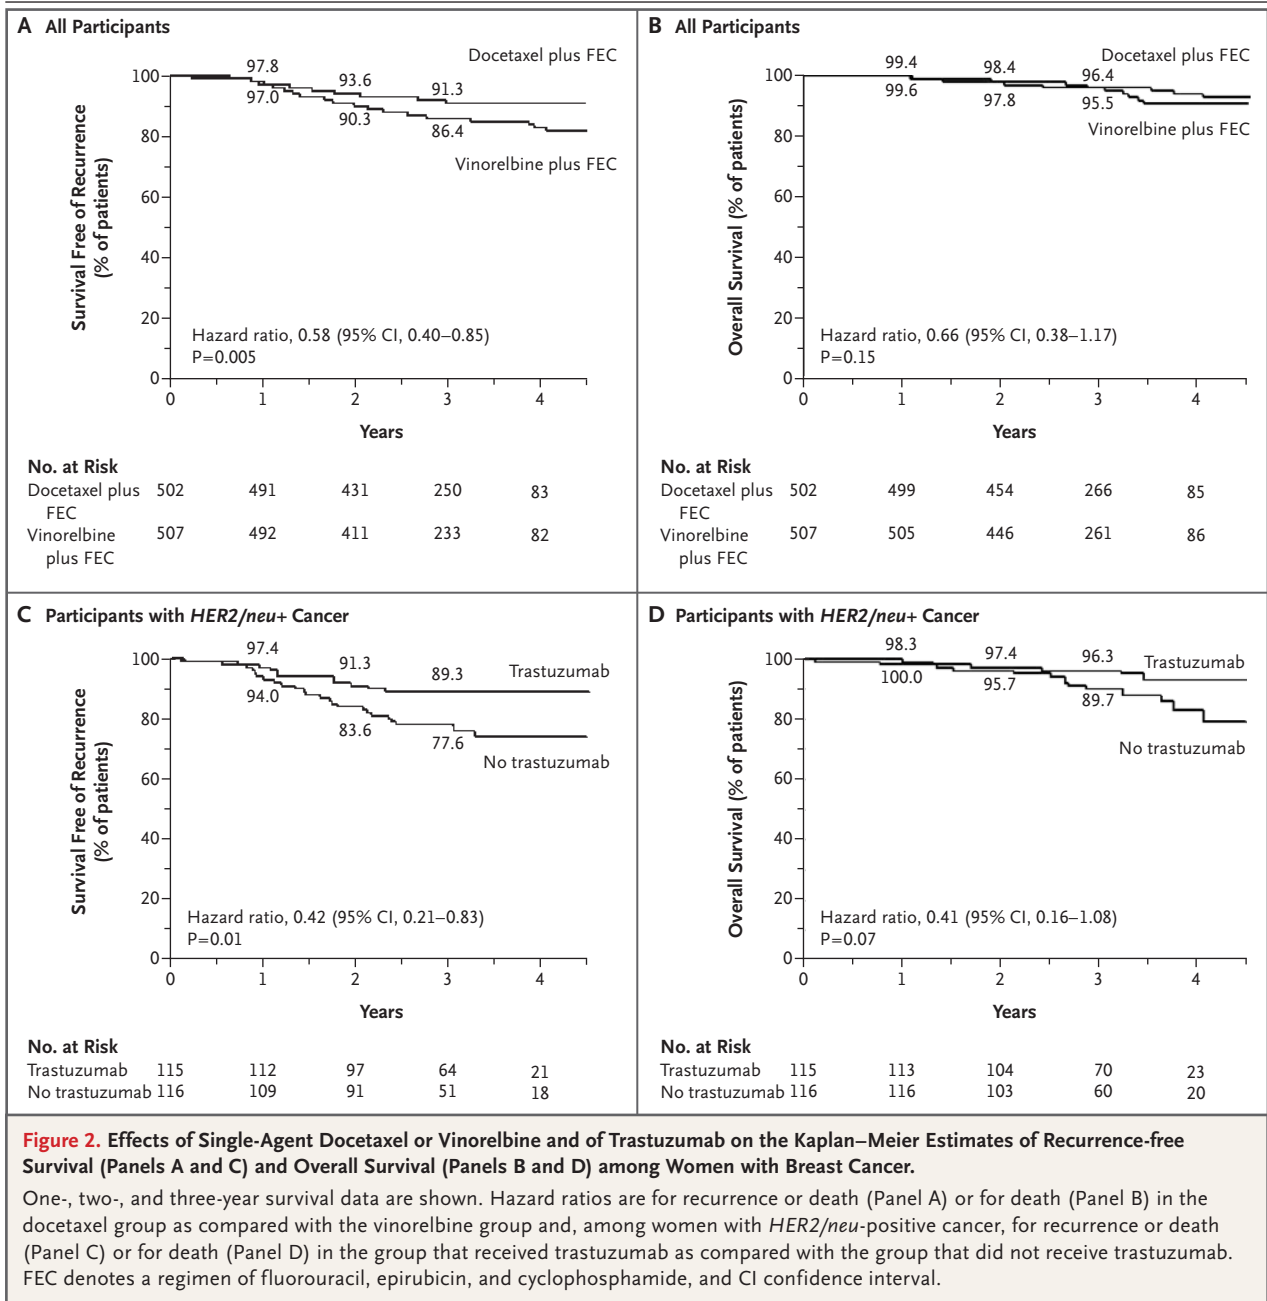 A All Participants
Docetaxel plus FEC
97.8
93.6
91.3
97.0
90.3
86.4
Vinorelbine plus FEC
100
80
60
40
20
0
Survival Free of Recurrence
(% of patients)
Hazard ratio, 0.58 (95% CI, 0.40–0.85)
P=0.005
0 1 2 3 4
Years
No. at Risk
Docetaxel plus 502 491 431 250 83
FEC
Vinorelbine 507 492 411 233 82
plus FEC
B All Participants
Docetaxel plus FEC
99.4
98.4
96.4
99.6
97.8
95.5
Vinorelbine plus FEC
100
80
60
40
20
0
Overall Survival (% of patients)
Hazard ratio, 0.66 (95% CI, 0.38–1.17)
P=0.15
0 1 2 3 4
Years
No. at Risk
Docetaxel plus 502 499 454 266 85
FEC
Vinorelbine 507 505 446 261 86
plus FEC
C Participants with HER2/neu+ Cancer
97.4
91.3
89.3
Trastuzumab
94.0
83.6
77.6
No trastuzumab
100
80
60
40
20
0
Survival Free of Recurrence
(% of patients)
Hazard ratio, 0.42 (95% CI, 0.21–0.83)
P=0.01
0 1 2 3 4
Years
No. at Risk
Trastuzumab 115 112 97 64 21
No trastuzumab 116 109 91 51 18
D Participants with HER2/neu+ Cancer
98.3
97.4
96.3
Trastuzumab
100.0
95.7
89.7
No trastuzumab
100
80
60
40
20
0
Overall Survival (% of patients)
Hazard ratio, 0.41 (95% CI, 0.16–1.08)
P=0.07
0 1 2 3 4
Years
No. at Risk
Trastuzumab 115 113 104 70 23
No trastuzumab 116 116 103 60 20
Figure 2. Effects of Single-Agent Docetaxel or Vinorelbine and of Trastuzumab on the Kaplan–Meier Estimates of Recurrence-free
Survival (Panels A and C) and Overall Survival (Panels B and D) among Women with Breast Cancer.
One-, two-, and three-year survival data are shown. Hazard ratios are for recurrence or death (Panel A) or for death (Panel B) in the
docetaxel group as compared with the vinorelbine group and, among women with HER2/neu-positive cancer, for recurrence or death
(Panel C) or for death (Panel D) in the group that received trastuzumab as compared with the group that did not receive trastuzumab.
FEC denotes a regimen of fluorouracil, epirubicin, and cyclophosphamide, and CI confidence interval.